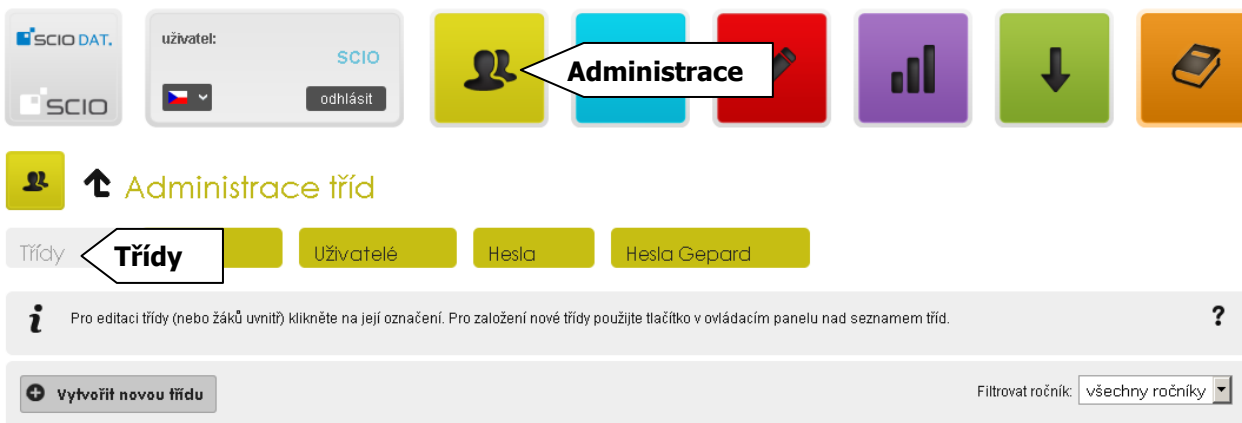 SCIO DAT.
uživatel:
SCIO
SCIO
odhlásit
Administrace
Administrace tříd
Třídy
Třídy
Uživatelé
Hesla
Hesla Gepard
i
Pro editaci třídy (nebo žáků uvnitř) klikněte na její označení. Pro založení nové třídy použijte tlačítko v ovládacím panelu nad seznamem tříd.
?
Vytvořit novou třídu
Filtrovat ročník:
všechny ročníky